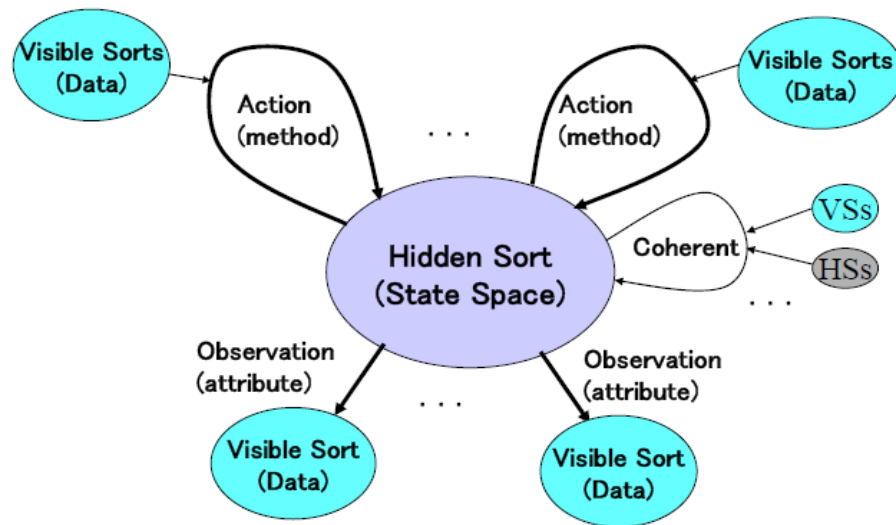 Visible Sorts
(Data)
Action
(method)
. . .
Action
(method)
Visible Sorts
(Data)
VSs
Coherent
HSs
. . .
Hidden Sort
(State Space)
Observation
(attribute)
. . .
Observation
(attribute)
Visible Sort
(Data)
Visible Sort
(Data)